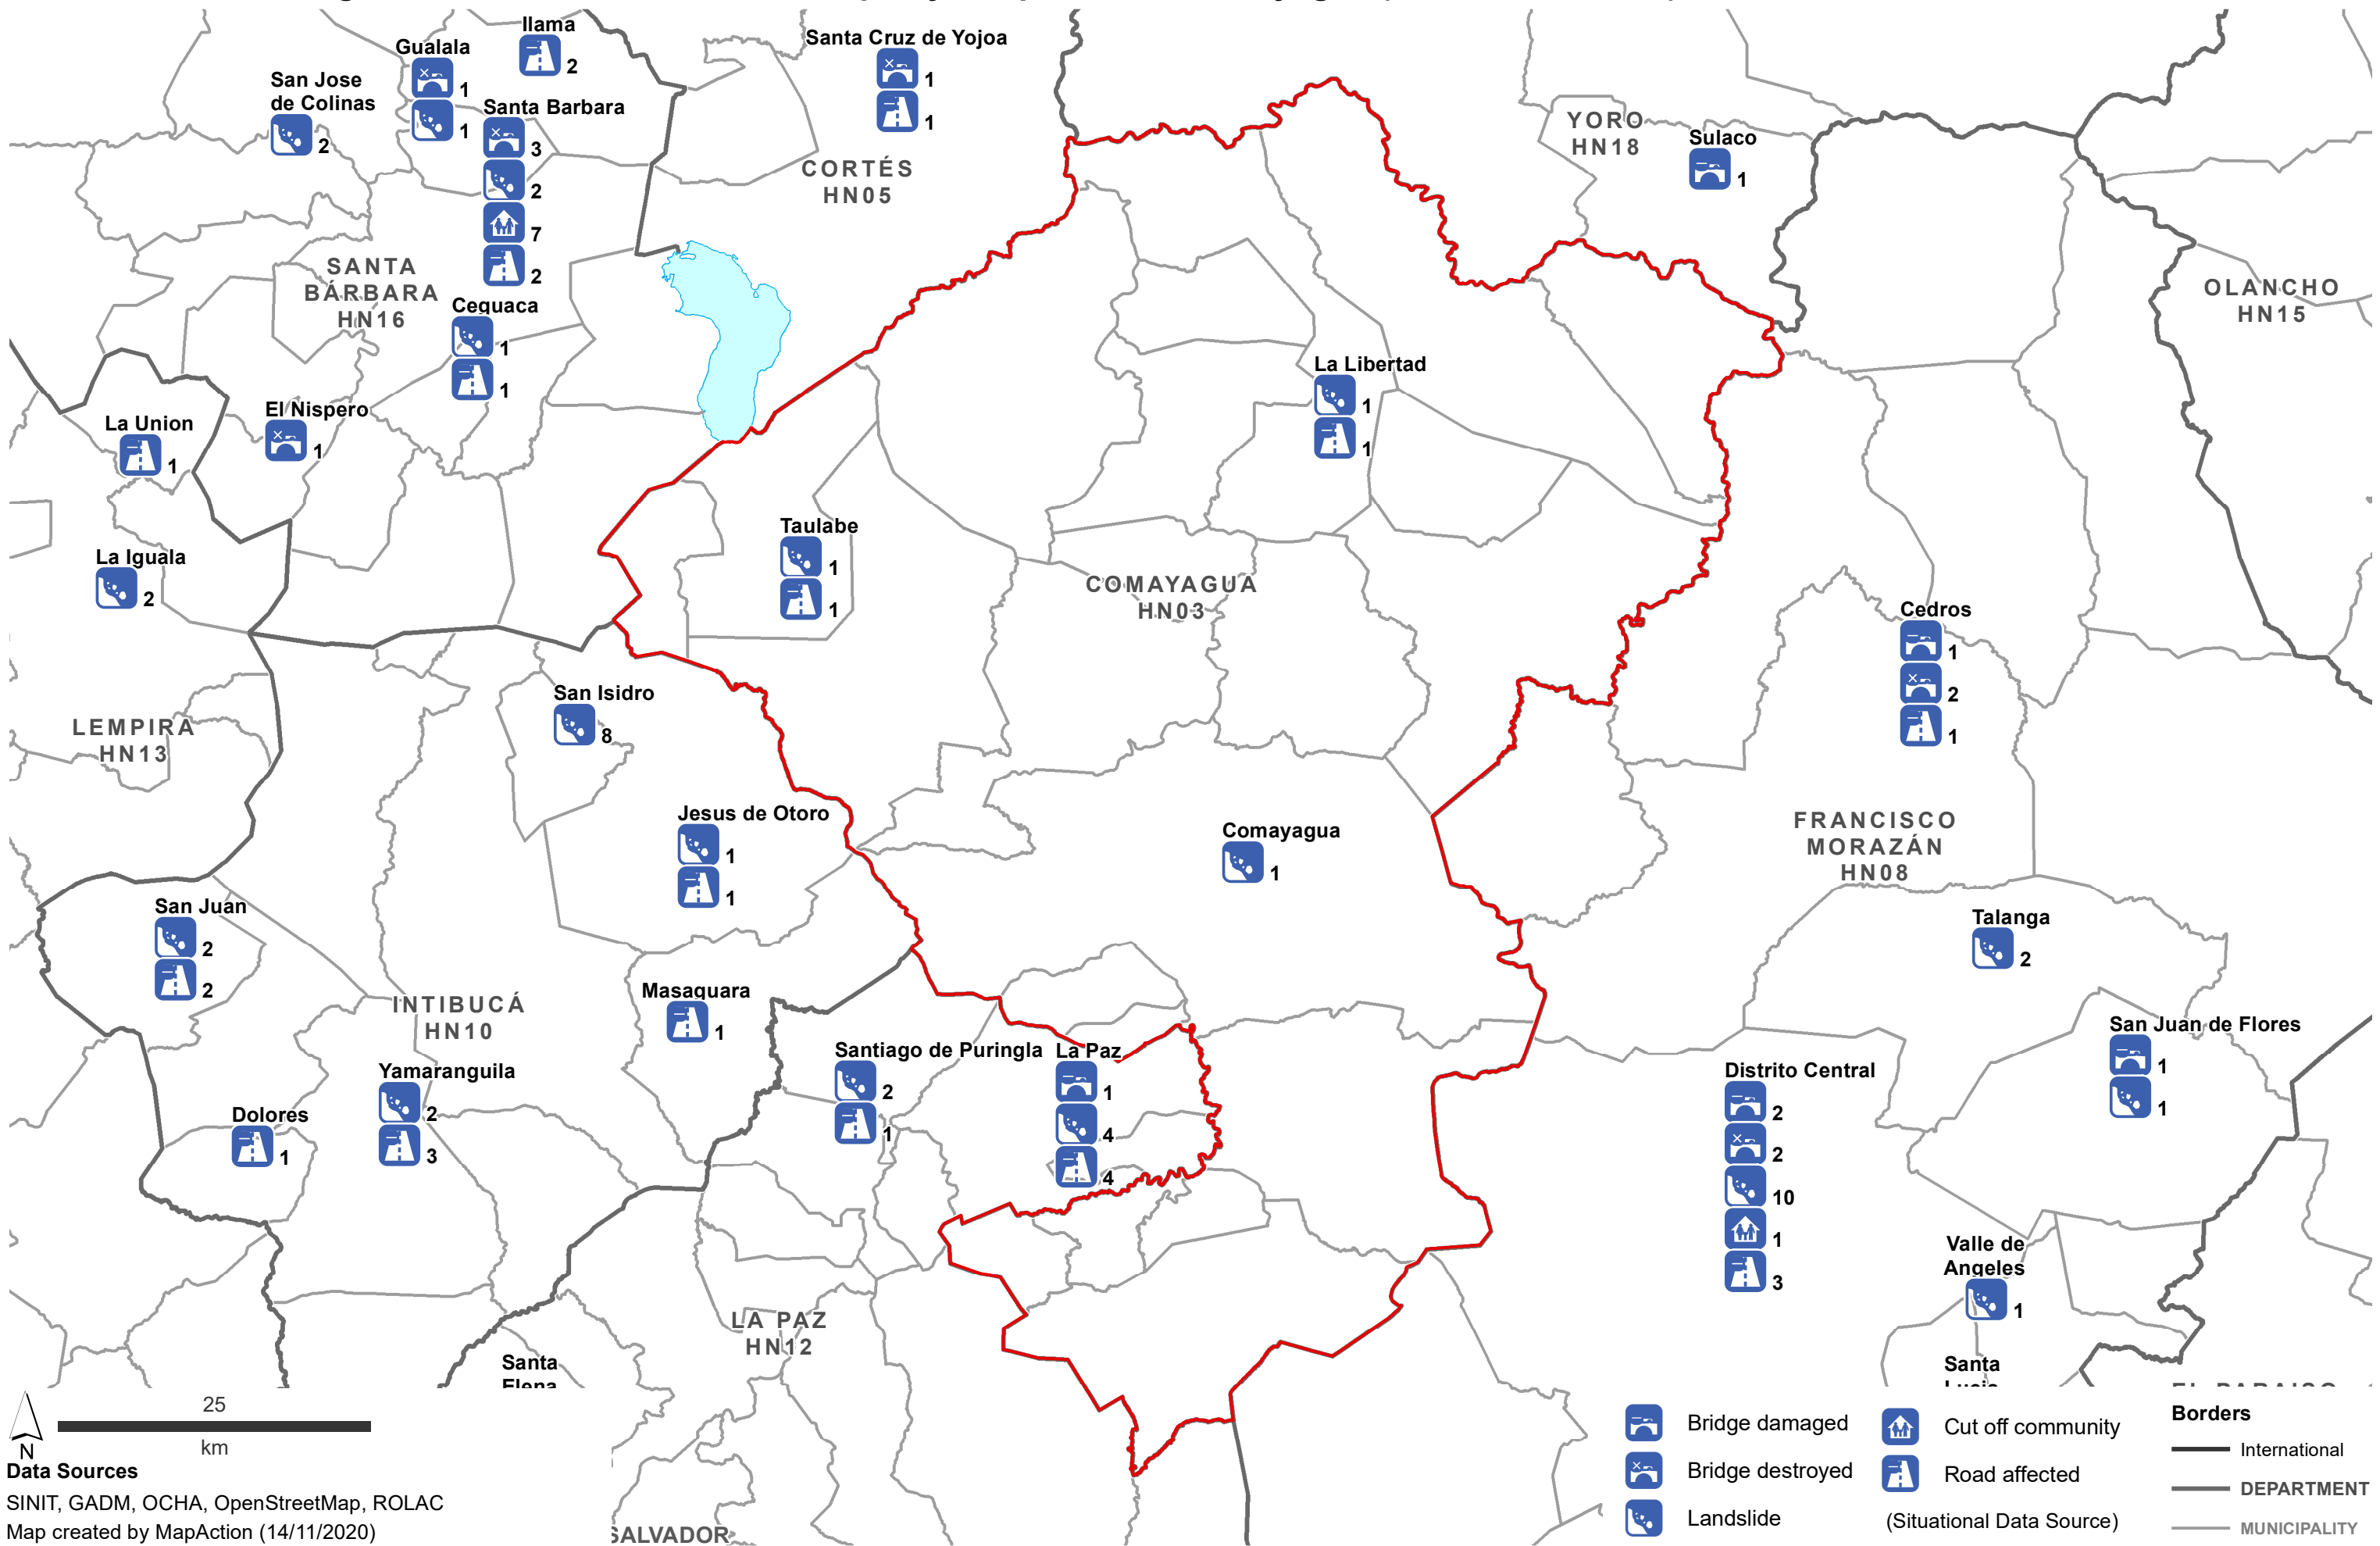 Ilama
2
Gualala
1
1
San Jose
de Colinas
2
Santa Barbara
3
2
7
2
Santa Cruz de Yojoa
1
1
CORTÉS
HN05
YORO
HN18
Sulaco
1
OLANCHO
HN15
SANTA
BÁRBARA
HN16
Ceguaca
1
1
La Union
1
El Nispero
1
La Libertad
1
1
La Iguala
2
Taulabe
1
1
COMAYAGUA
HN03
Cedros
1
2
1
LEMPIRA
HN13
San Isidro
8
Jesus de Otoro
1
1
Comayagua
1
FRANCISCO
MORAZÁN
HN08
San Juan
2
2
Talanga
2
INTIBUCÁ
HN10
Masaguara
1
San Juan de Flores
1
1
Yamaranguila
2
3
Dolores
1
Santiago de Puringla
2
1
La Paz
1
4
4
Distrito Central
2
2
10
1
3
Valle de
Angeles
1
LA PAZ
HN12
Santa
Elena
Santa
Lucia
EL PARAISO
25
km
N
Data Sources
SINIT, GADM, OCHA, OpenStreetMap, ROLAC
Map created by MapAction (14/11/2020)
SALVADOR
Bridge damaged
Bridge destroyed
Landslide
Cut off community
Road affected
(Situational Data Source)
Borders
International
DEPARTMENT
MUNICIPALITY